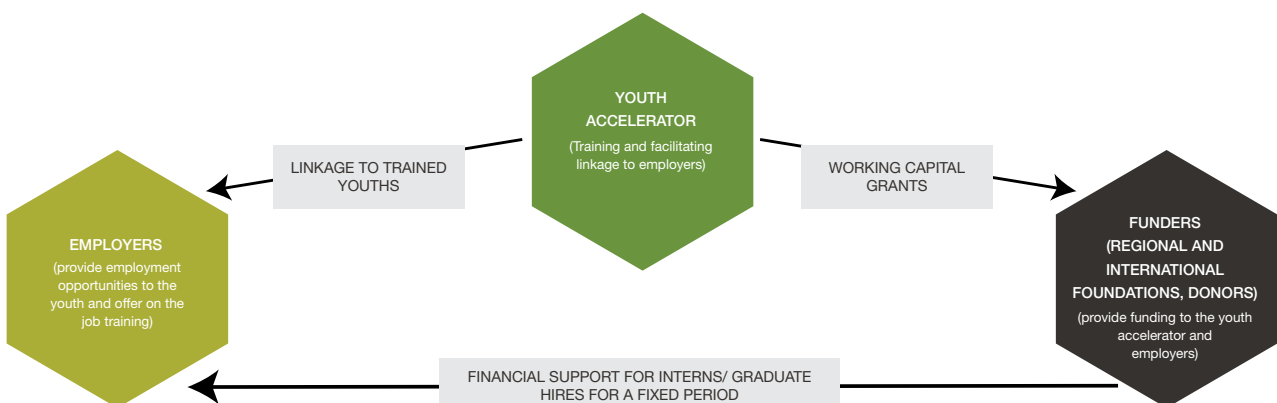 YOUTH
ACCELERATOR
(Training and facilitating
linkage to employers)
LINKAGE TO TRAINED
YOUTHS
WORKING CAPITAL
GRANTS
EMPLOYERS
(provide employment
opportunities to the
youth and offer on the
job training)
FUNDERS
(REGIONAL AND
INTERNATIONAL
FOUNDATIONS, DONORS)
(provide funding to the youth
accelerator and
employers)
FINANCIAL SUPPORT FOR INTERNS/ GRADUATE
HIRES FOR A FIXED PERIOD